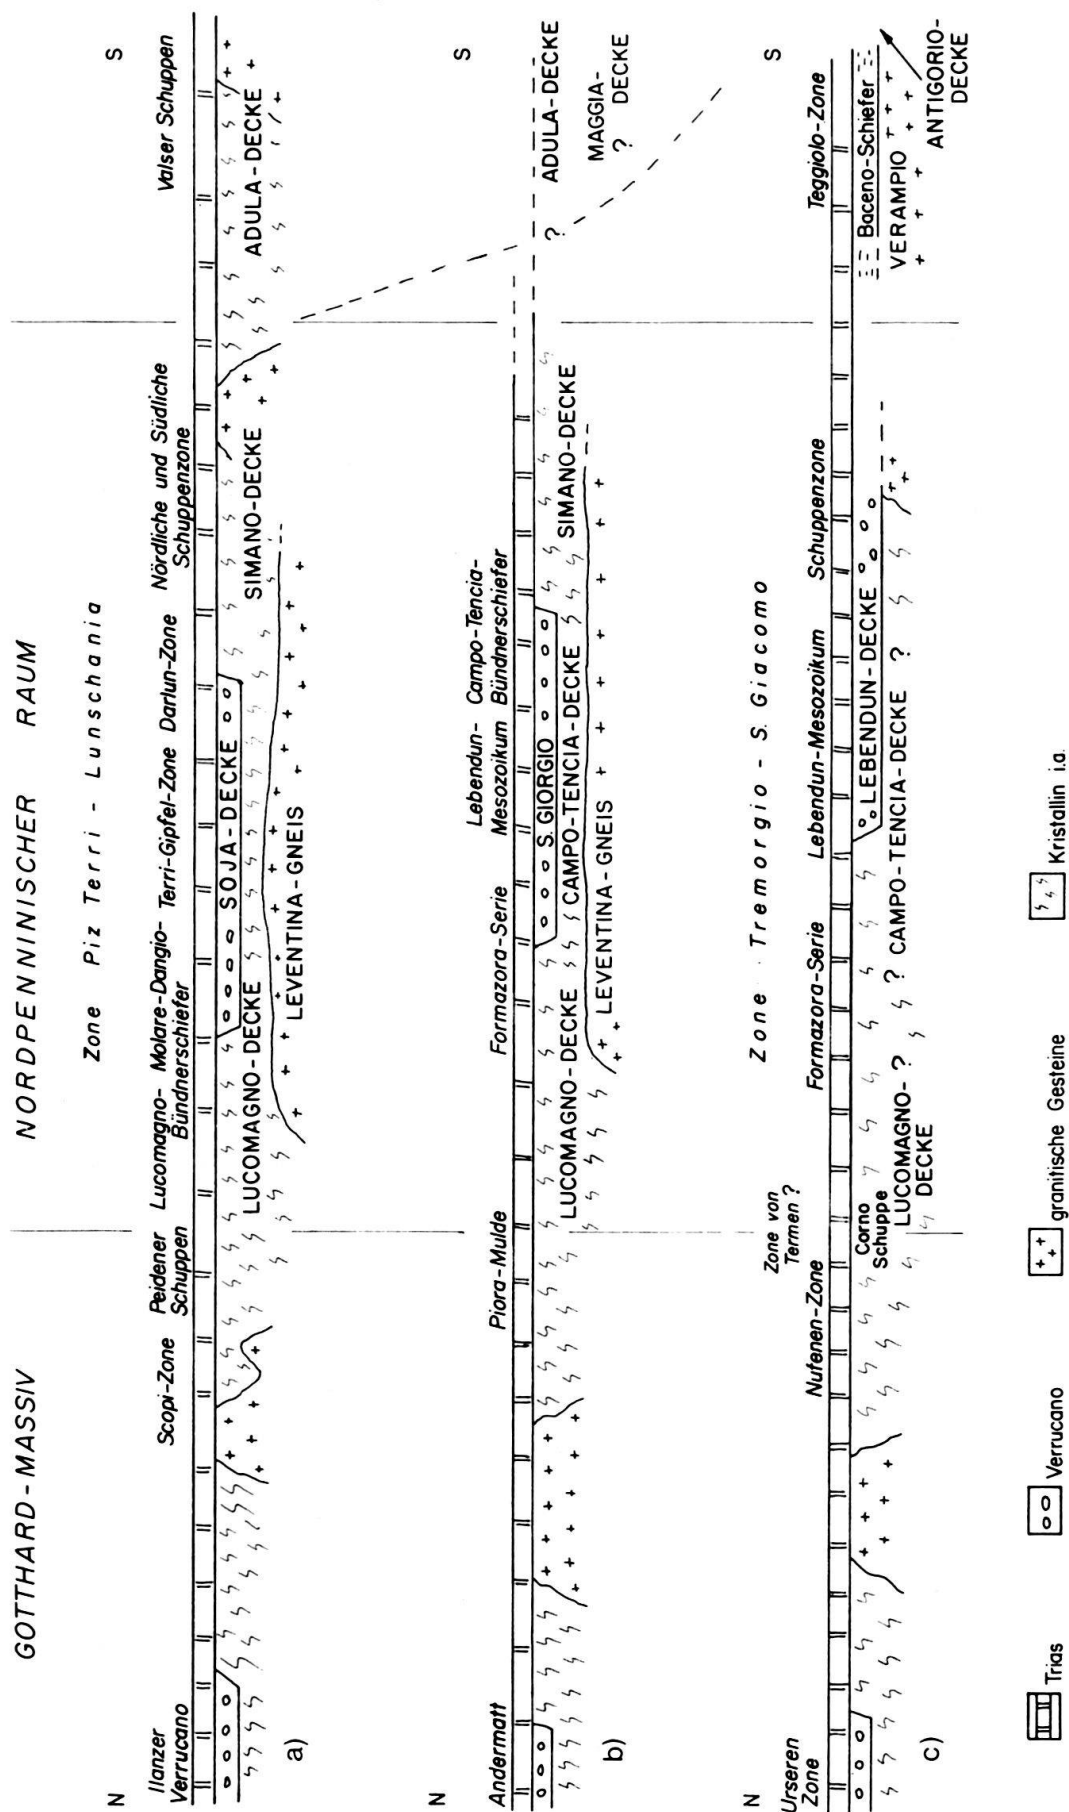 GOTTHARD-MASSIV
NORDPENNINISCHER RAUM
Zone Piz Terri - Lunschania
N
S
Ilanzer
Verrucano
Scopi-Zone
Peidener
Schuppen
Lucomagno-
Bündnerschiefer
Molare-Dangio-
Terri-Gipfel-Zone
Darlun-Zone
Nördliche und Südliche
Schuppenzone
Valser Schuppen
SOJA-DECKE
LUCOMAGNO-DECKE
SIMANO-DECKE
ADULA-DECKE
LEVENTINA-GNEIS
a)
N
S
Andermatt
Piora-Mulde
Formazora-Serie
Lebendun-
Mesozoikum
Campo-Tencia-
Bündnerschiefer
S. GIORGIO
LUCOMAGNO-DECKE
CAMPO-TENCIA-DECKE
SIMANO-DECKE
? ADULA-DECKE
LEVENTINA-GNEIS
MAGGIA-
? DECKE
b)
Zone Tremorgio - S. Giacomo
N
S
Urseren
Zone
Nufenen-Zone
Zone von
Termen ?
Formazora-Serie
Lebendun-Mesozoikum
Schuppenzone
Teggiolo-Zone
Corno
Schuppe
LEBENDUN-DECKE
Baceno-Schiefer
LUCOMAGNO- ?
DECKE
? CAMPO-TENCIA-DECKE ?
VERAMPIO
ANTIGORIO-
DECKE
c)
Trias
Verrucano
granitische Gesteine
Kristallin i.a.